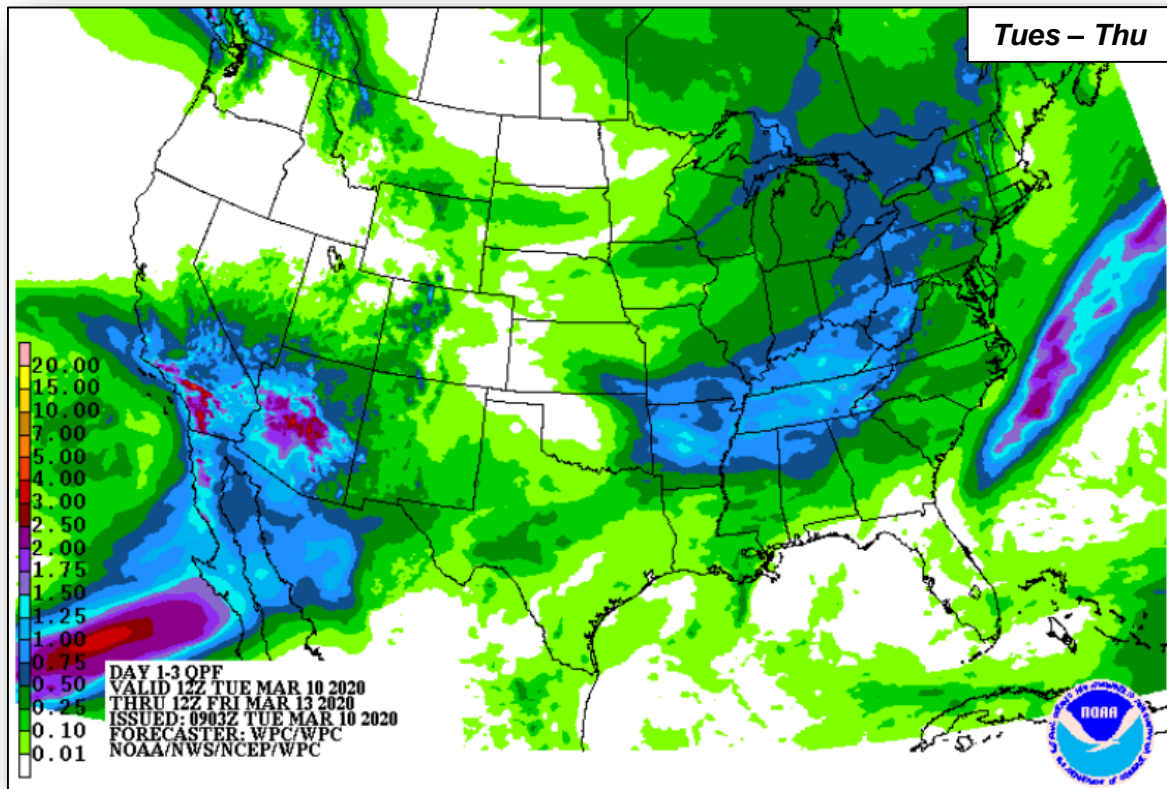 Tues – Thu
20.00
15.00
10.00
7.00
5.00
4.00
3.00
2.50
2.00
1.75
1.50
1.25
1.00
0.75
0.50
0.25
0.10
0.01
DAY 1-3 QPF
VALID 12Z TUE MAR 10 2020
THRU 12Z FRI MAR 13 2020
ISSUED: 0903Z TUE MAR 10 2020
FORECASTER: WPC/WPC
NOAA/NWS/NCEP/WPC
NOAA